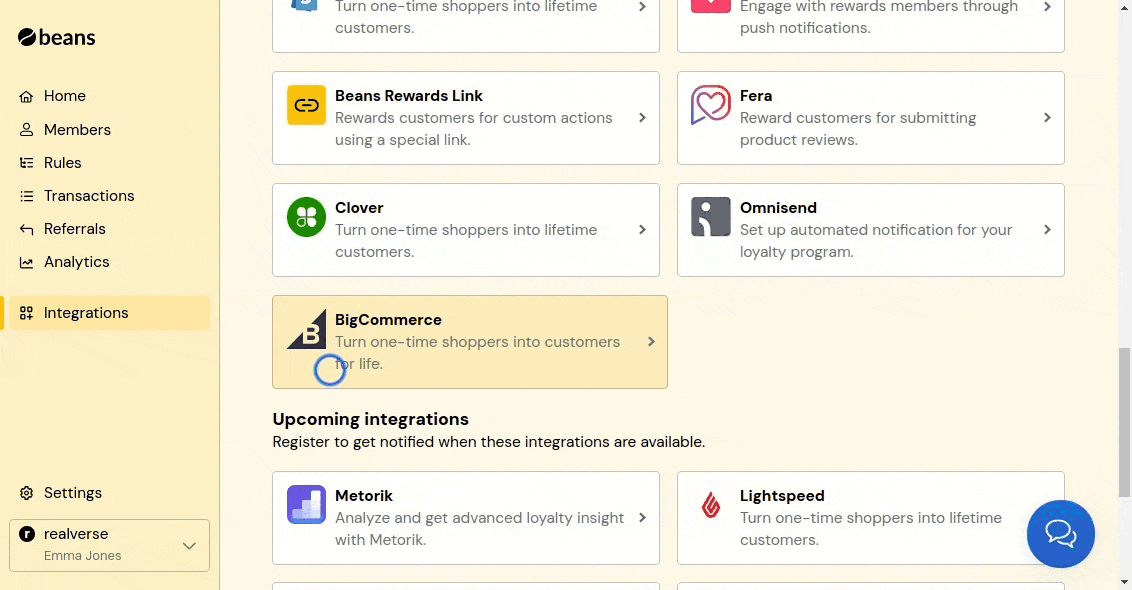 beans
Home
Members
Rules
Transactions
Referrals
Analytics
Integrations
Settings
r realverse
Emma Jones
Turn one-time shoppers into lifetime
customers.
Engage with rewards members through
push notifications.
Beans Rewards Link
Rewards customers for custom actions
using a special link.
Fera
Reward customers for submitting
product reviews.
Clover
Turn one-time shoppers into lifetime
customers.
Omnisend
Set up automated notification for your
loyalty program.
B
BigCommerce
Turn one-time shoppers into customers
for life.
Upcoming integrations
Register to get notified when these integrations are available.
Metorik
Analyze and get advanced loyalty insight
with Metorik.
Lightspeed
Turn one-time shoppers into lifetime
customers.